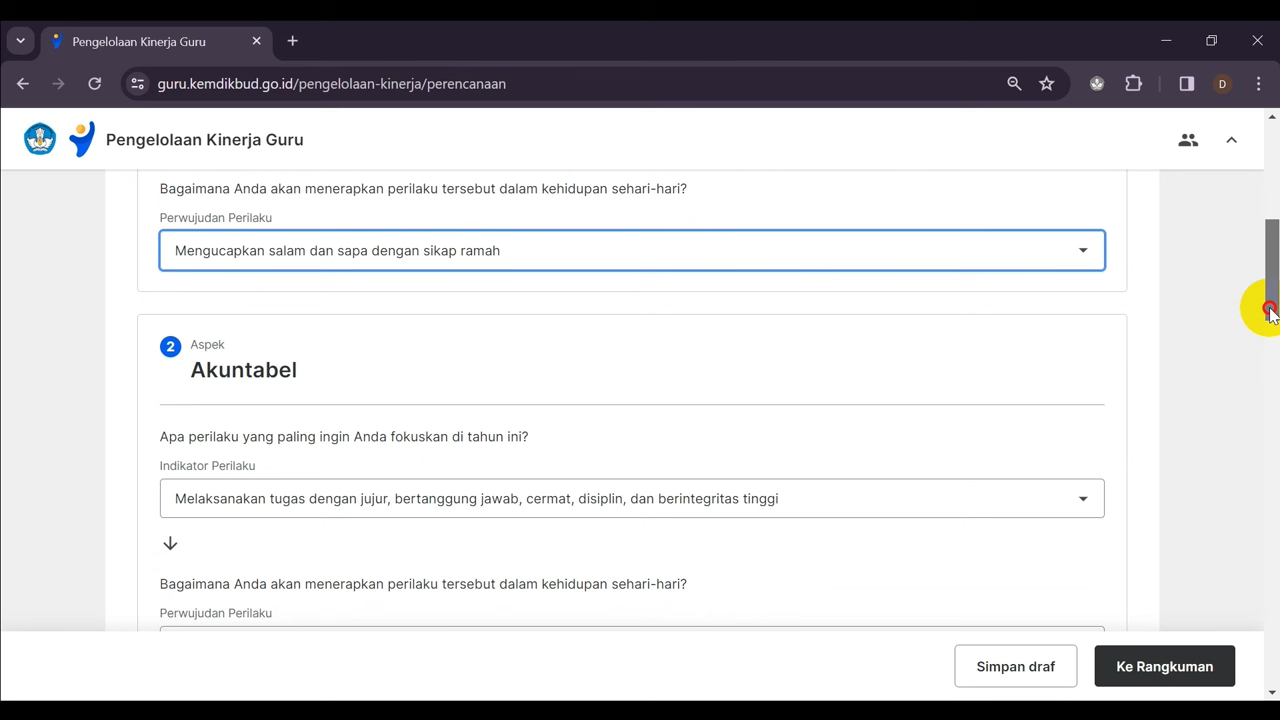 Pengelolaan Kinerja Guru
guru.kemdikbud.go.id/pengelolaan-kinerja/perencanaan
D
Pengelolaan Kinerja Guru
Bagaimana Anda akan menerapkan perilaku tersebut dalam kehidupan sehari-hari?
Perwujudan Perilaku
Mengucapkan salam dan sapa dengan sikap ramah
2
Aspek
Akuntabel
Apa perilaku yang paling ingin Anda fokuskan di tahun ini?
Indikator Perilaku
Melaksanakan tugas dengan jujur, bertanggung jawab, cermat, disiplin, dan berintegritas tinggi
Bagaimana Anda akan menerapkan perilaku tersebut dalam kehidupan sehari-hari?
Perwujudan Perilaku
Simpan draf
Ke Rangkuman